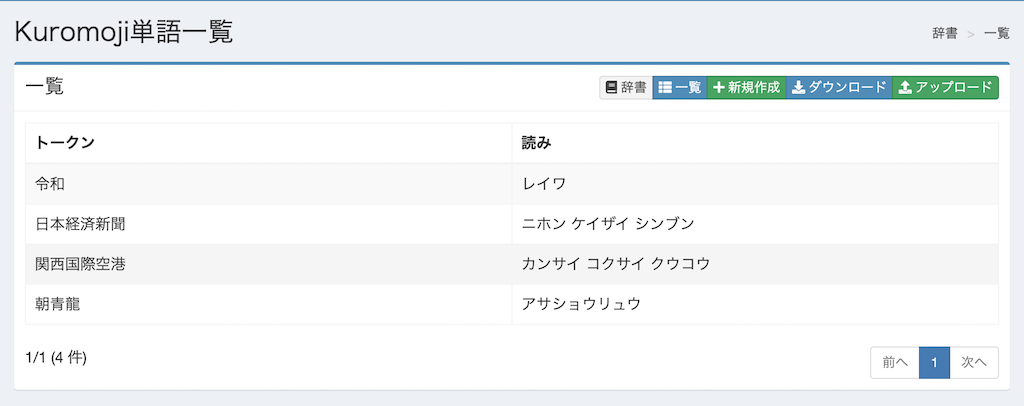 Kuromoji単語一覧
辞書 > 一覧
一覧
辞書 一覧 新規作成 ダウンロード アップロード
トークン 読み
令和 レイワ
日本経済新聞 ニホン ケイザイ シンブン
関西国際空港 カンサイ コクサイ クウコウ
朝青龍 アサショウリュウ
1/1 (4 件)
前へ 1 次へ